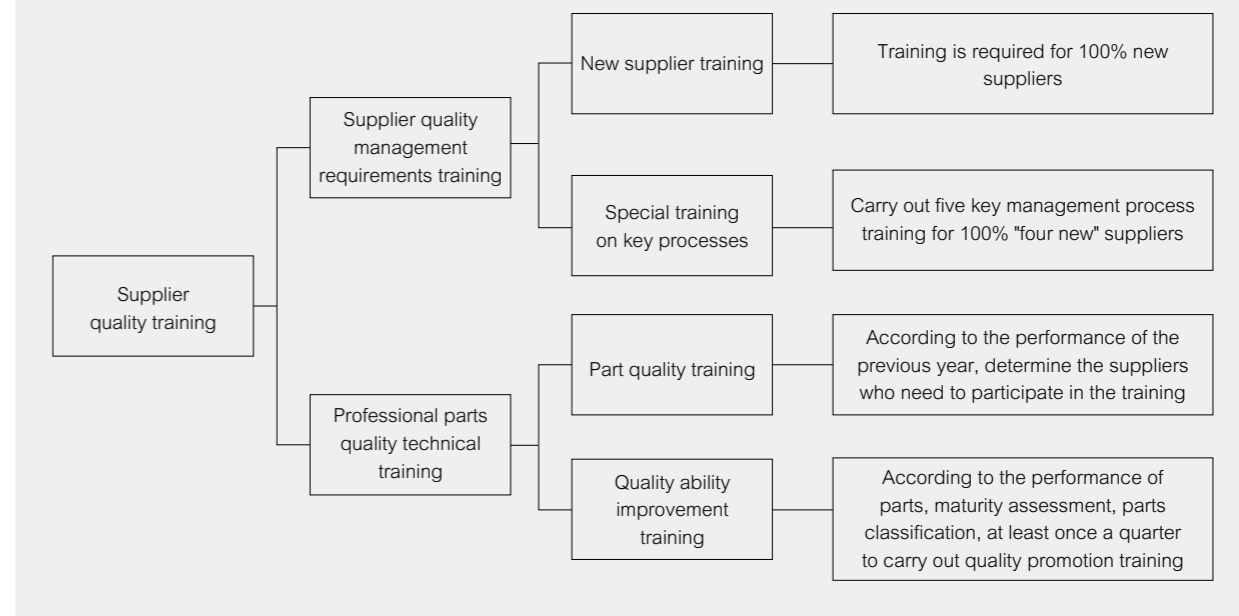 Supplier
quality training
Supplier quality
management
requirements training
Professional parts
quality technical
training
New supplier training
Special training
on key processes
Part quality training
Quality ability
improvement
training
Training is required for 100% new
suppliers
Carry out five key management process
training for 100% "four new" suppliers
According to the performance of the
previous year, determine the suppliers
who need to participate in the training
According to the performance of
parts, maturity assessment, parts
classification, at least once a quarter
to carry out quality promotion training